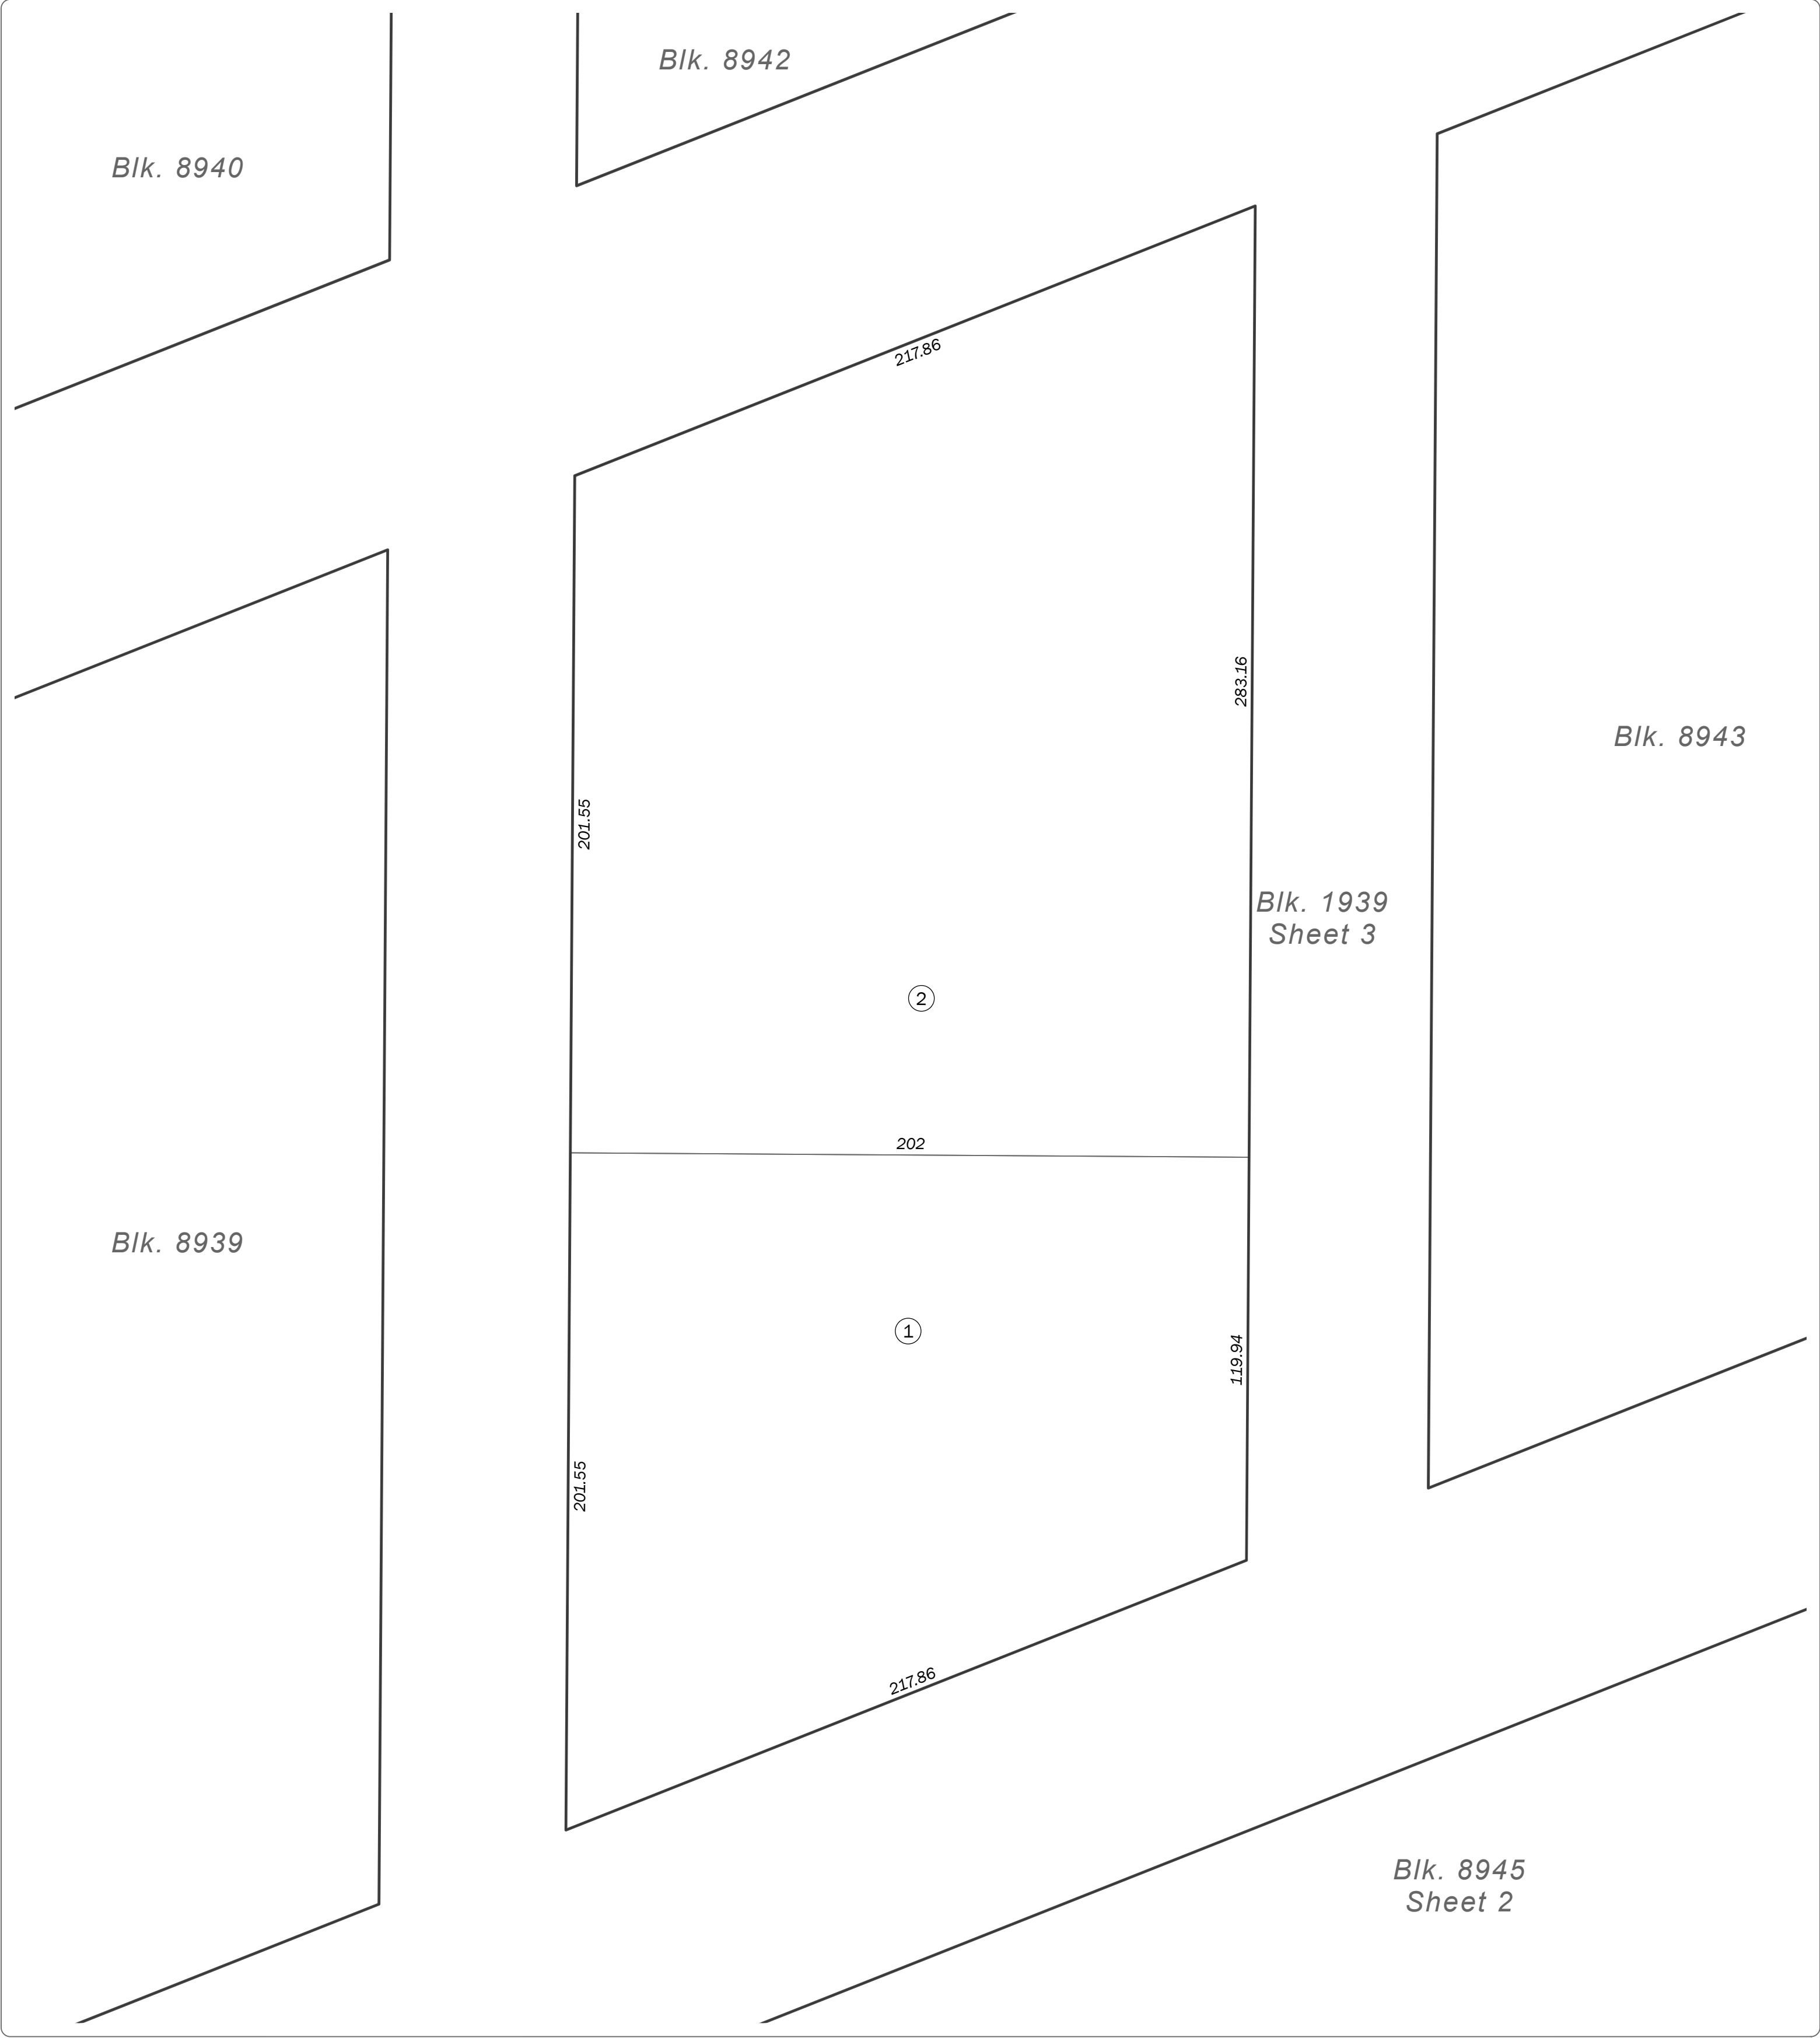 Blk. 8942
Blk. 8940
217.86
283.16
Blk. 8943
201.55
Blk. 1939
Sheet 3
2
202
Blk. 8939
1
119.94
201.55
217.86
Blk. 8945
Sheet 2